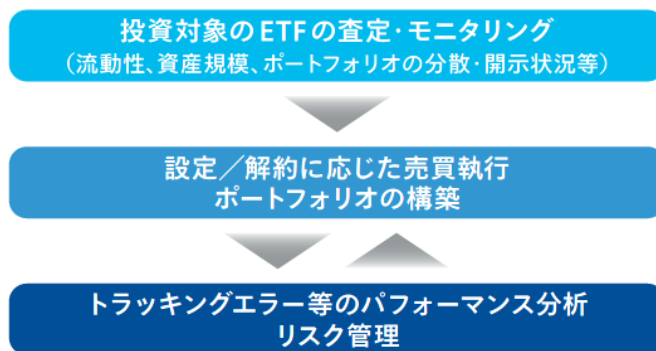 投資対象のETFの査定・モニタリング
（流動性、資産規模、ポートフォリオの分散・開示状況等）
設定／解約に応じた売買執行
ポートフォリオの構築
トラッキングエラー等のパフォーマンス分析
リスク管理